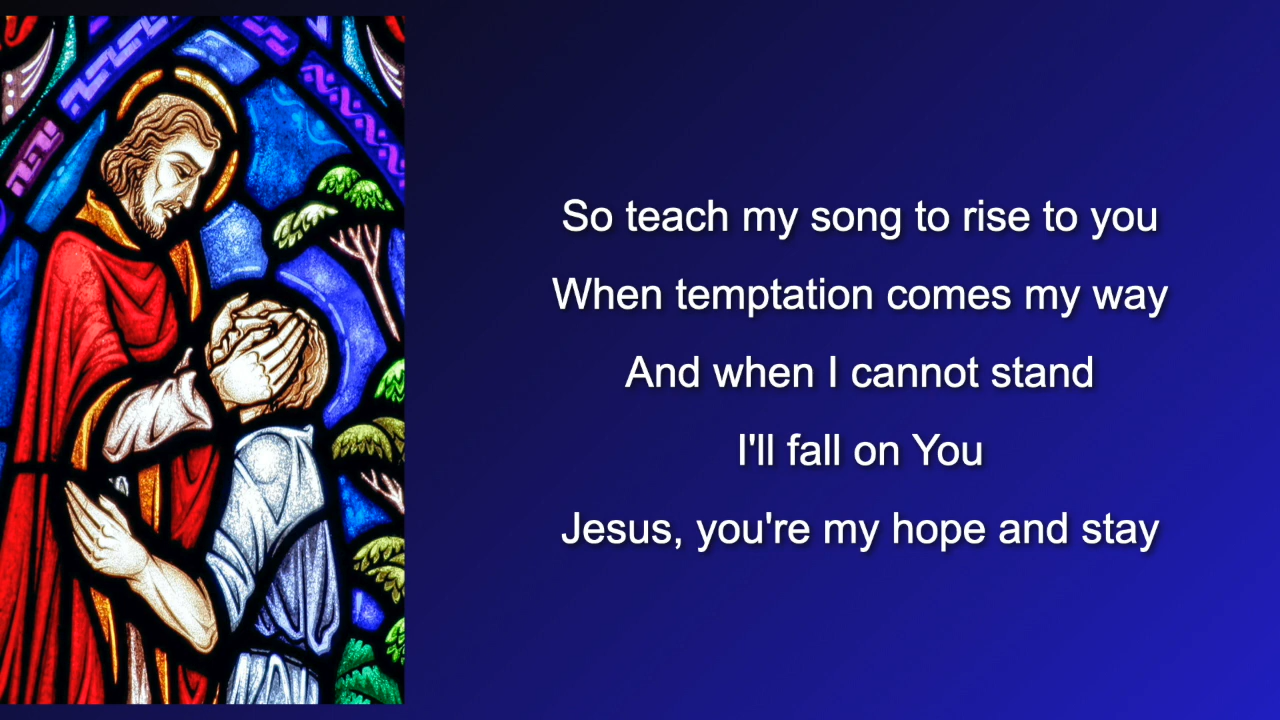 So teach my song to rise to you
When temptation comes my way
And when I cannot stand
I'll fall on You
Jesus, you're my hope and stay